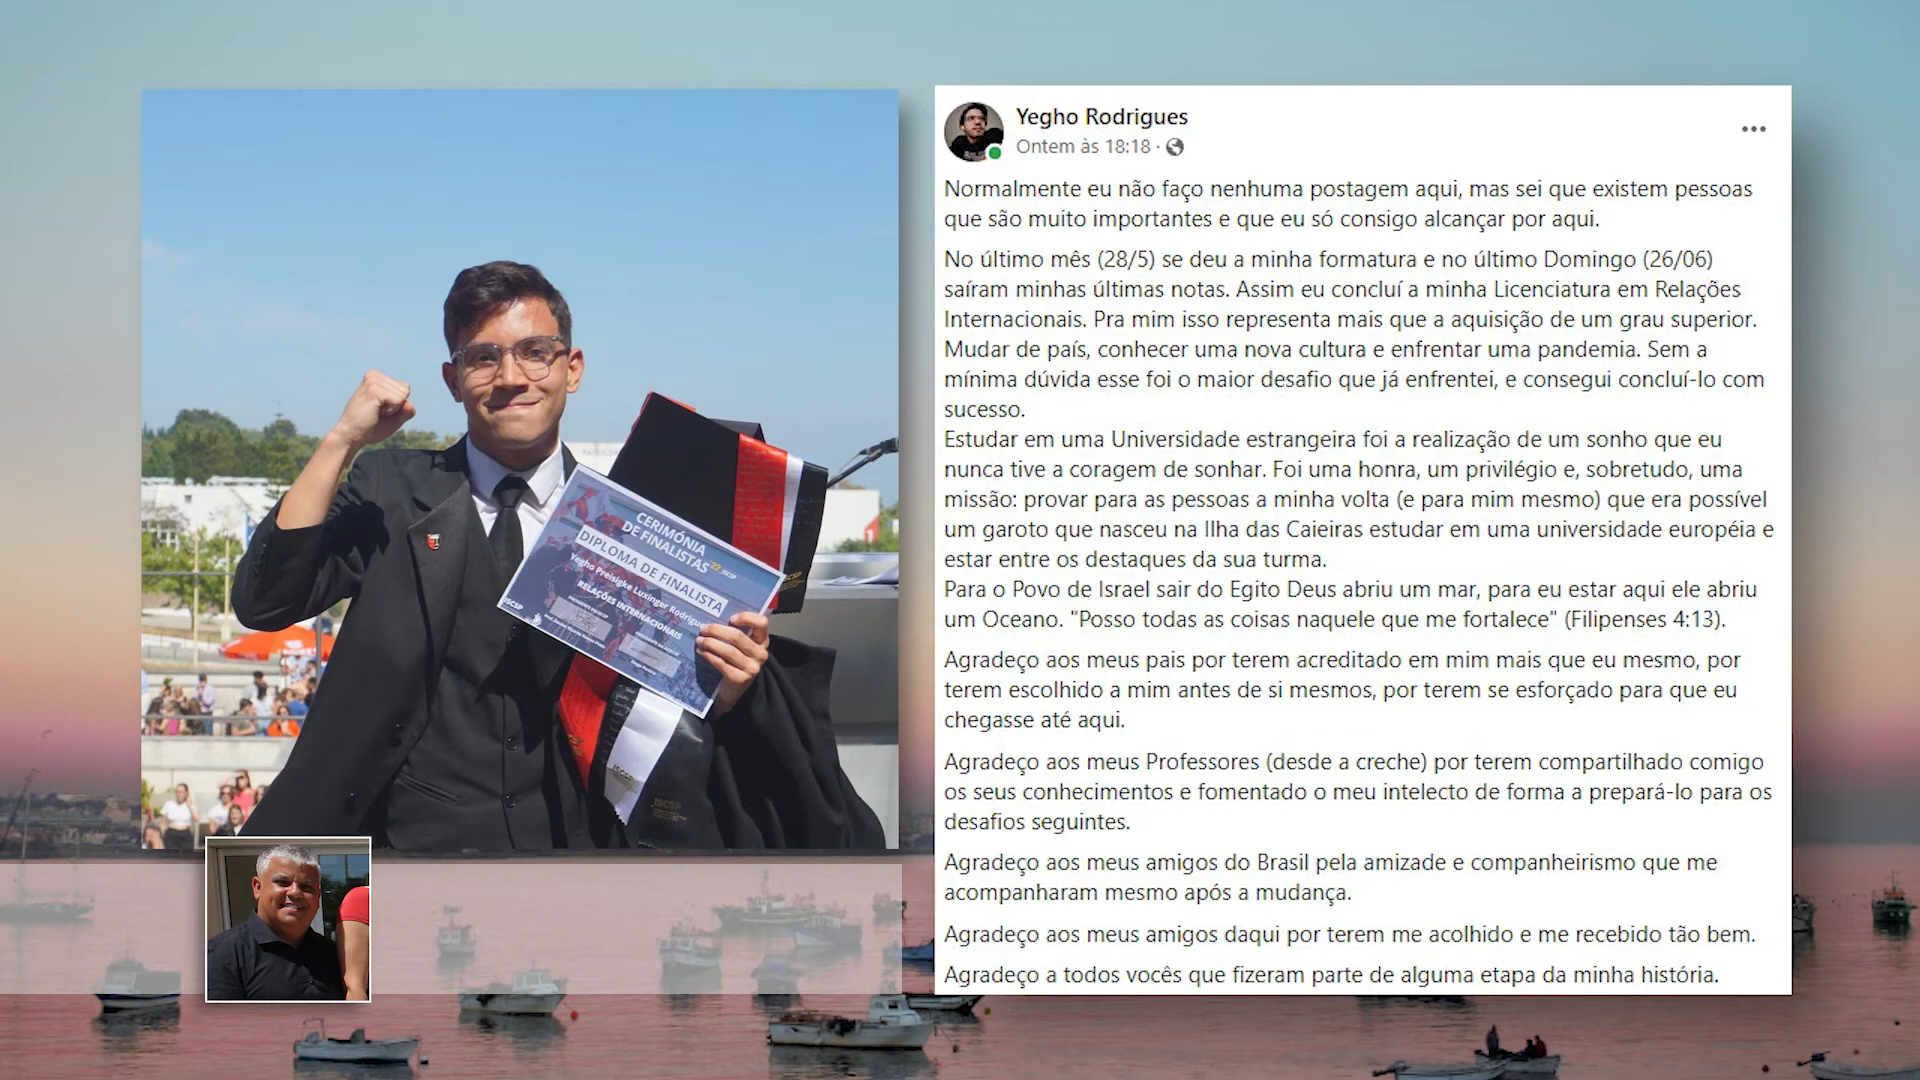 CERIMÓNIA
DE FINALISTAS '22 ISCSP
DIPLOMA DE FINALISTA
Yegho Preisigke Luxinger Rodrigues
RELAÇÕES INTERNACIONAIS
ISCSP
ISCSP
ISCSP
ISCSP
Yegho Rodrigues
Ontem às 18:18 ·
Normalmente eu não faço nenhuma postagem aqui, mas sei que existem pessoas
que são muito importantes e que eu só consigo alcançar por aqui.
No último mês (28/5) se deu a minha formatura e no último Domingo (26/06)
saíram minhas últimas notas. Assim eu concluí a minha Licenciatura em Relações
Internacionais. Pra mim isso representa mais que a aquisição de um grau superior.
Mudar de país, conhecer uma nova cultura e enfrentar uma pandemia. Sem a
mínima dúvida esse foi o maior desafio que já enfrentei, e consegui concluí-lo com
sucesso.
Estudar em uma Universidade estrangeira foi a realização de um sonho que eu
nunca tive a coragem de sonhar. Foi uma honra, um privilégio e, sobretudo, uma
missão: provar para as pessoas a minha volta (e para mim mesmo) que era possível
um garoto que nasceu na Ilha das Caieiras estudar em uma universidade européia e
estar entre os destaques da sua turma.
Para o Povo de Israel sair do Egito Deus abriu um mar, para eu estar aqui ele abriu
um Oceano. "Posso todas as coisas naquele que me fortalece" (Filipenses 4:13).
Agradeço aos meus pais por terem acreditado em mim mais que eu mesmo, por
terem escolhido a mim antes de si mesmos, por terem se esforçado para que eu
chegasse até aqui.
Agradeço aos meus Professores (desde a creche) por terem compartilhado comigo
os seus conhecimentos e fomentado o meu intelecto de forma a prepará-lo para os
desafios seguintes.
Agradeço aos meus amigos do Brasil pela amizade e companheirismo que me
acompanharam mesmo após a mudança.
Agradeço aos meus amigos daqui por terem me acolhido e me recebido tão bem.
Agradeço a todos vocês que fizeram parte de alguma etapa da minha história.